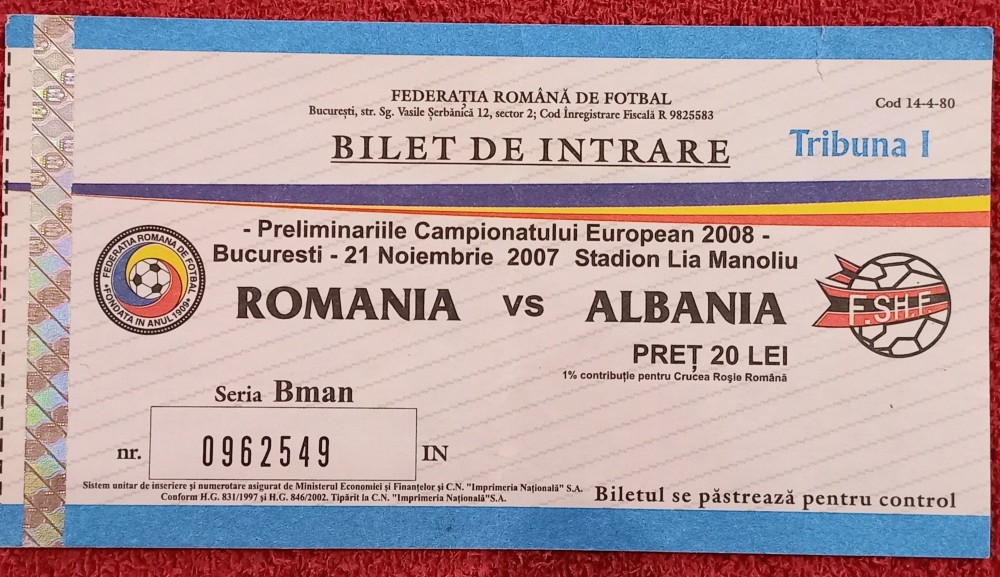 FEDERAȚIA ROMÂNĂ DE FOTBAL
București, str. Sg. Vasile Șerbănică 12, sector 2; Cod Înregistrare Fiscală R 9825583
Cod 14-4-80
BILET DE INTRARE
Tribuna I
- Preliminariile Campionatului European 2008 -
Bucuresti - 21 Noiembrie 2007 Stadion Lia Manoliu
FEDERATIA ROMANA DE FOTBAL
*FONDATA IN ANUL 1909*
ROMANIA vs ALBANIA
F.SH.F.
PREȚ 20 LEI
1% contribuție pentru Crucea Roșie Română
Seria Bman
nr. 0962549 IN
Sistem unitar de inseriere și numerotare asigurat de Ministerul Economiei și Finanțelor și C.N. "Imprimeria Națională" S.A.
Conform H.G. 831/1997 și H.G. 846/2002. Tipărit la C.N. "Imprimeria Națională"S.A.
Biletul se păstrează pentru control